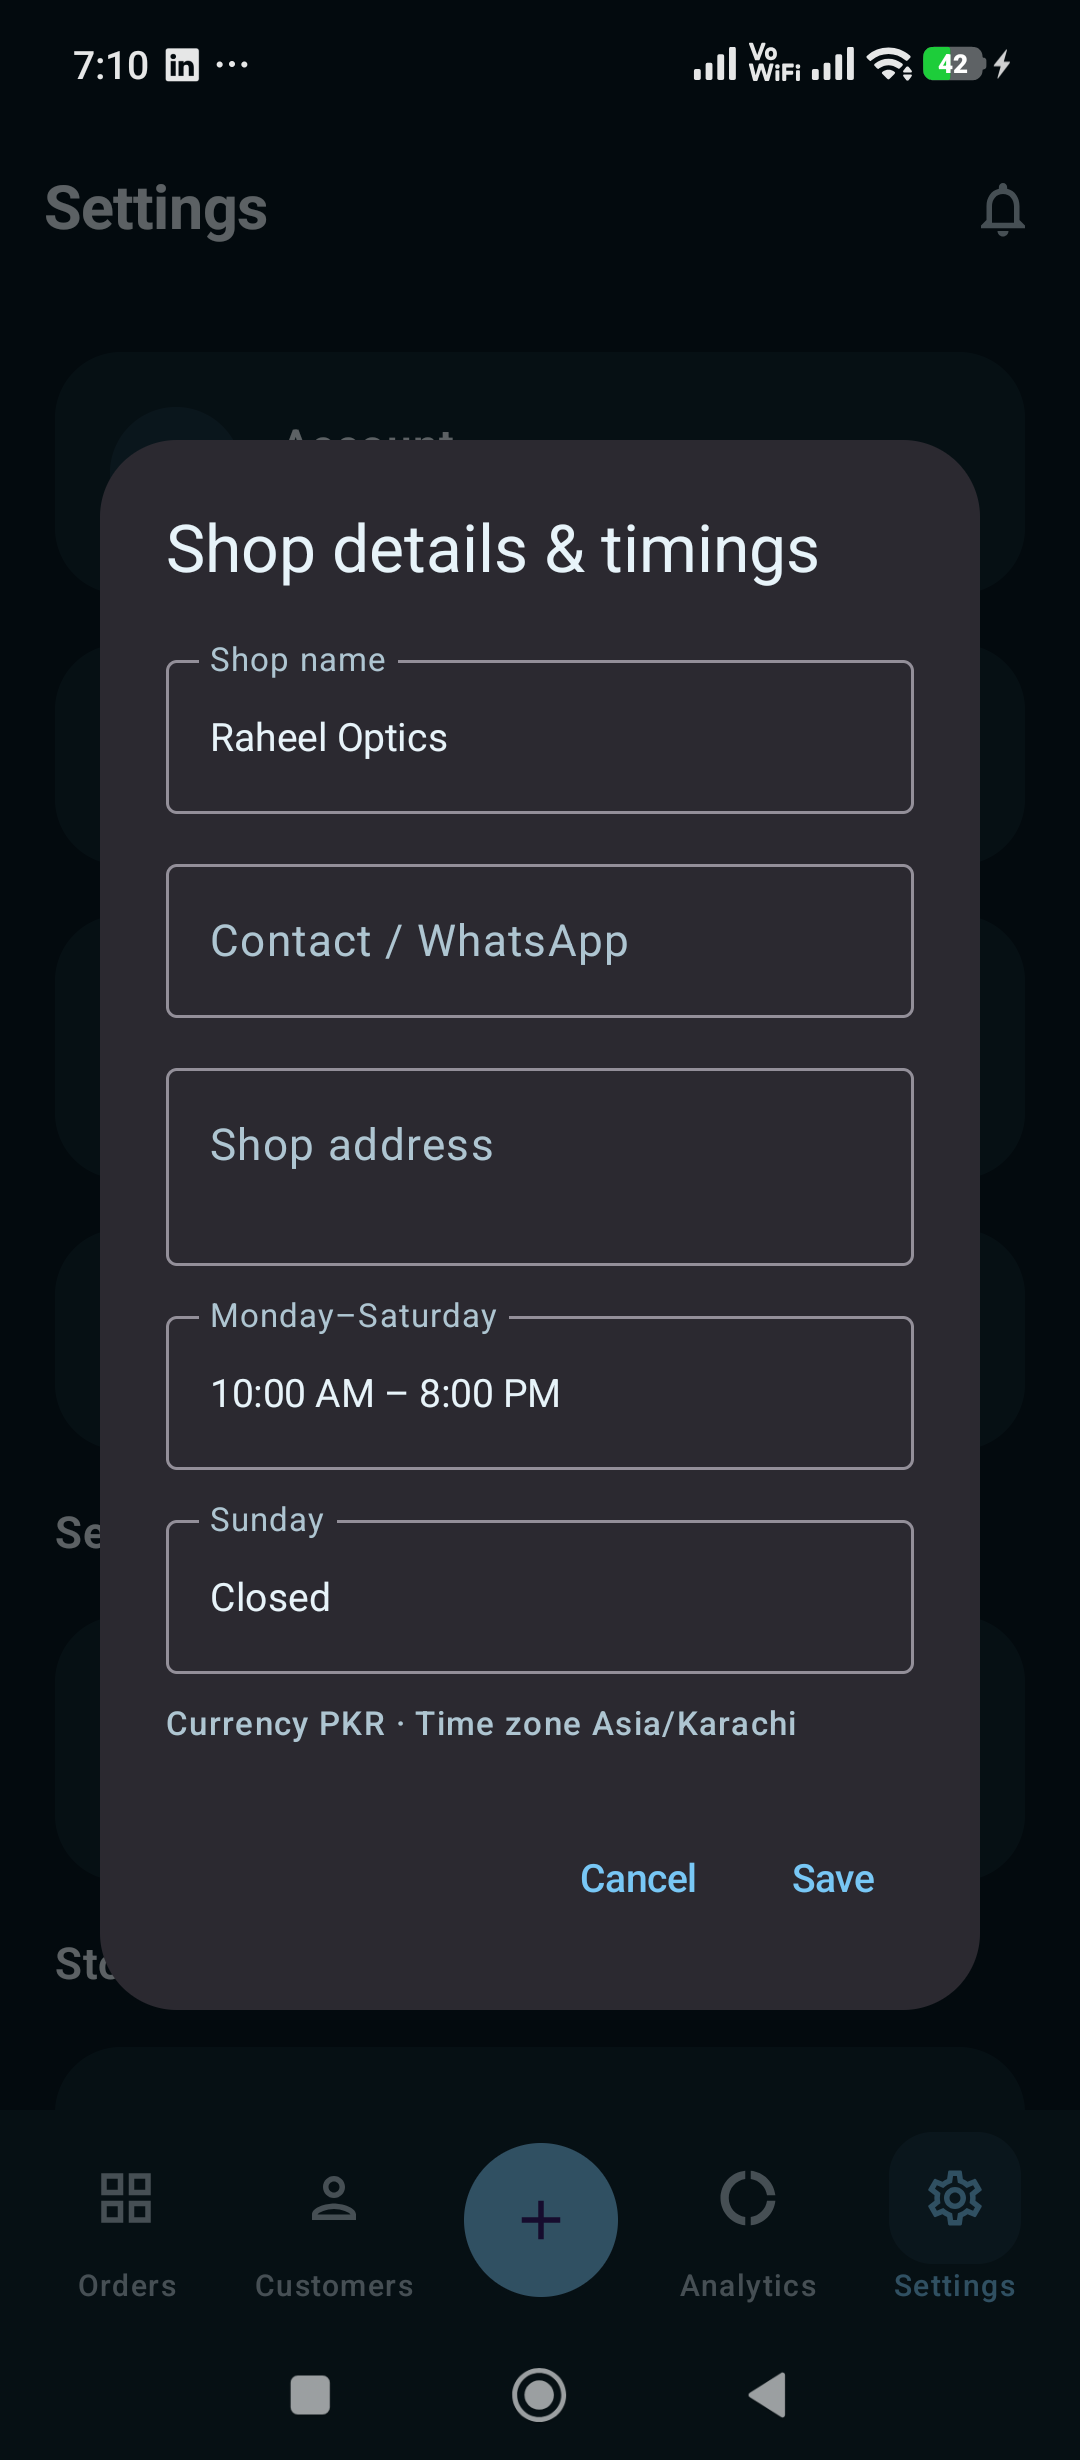 7:10 in ... Vo WiFi 42
Settings
Account
Shop details & timings
Shop name
Raheel Optics
Contact / WhatsApp
Shop address
Monday–Saturday
10:00 AM – 8:00 PM
Sunday
Closed
Currency PKR · Time zone Asia/Karachi
Cancel Save
Orders Customers + Analytics Settings